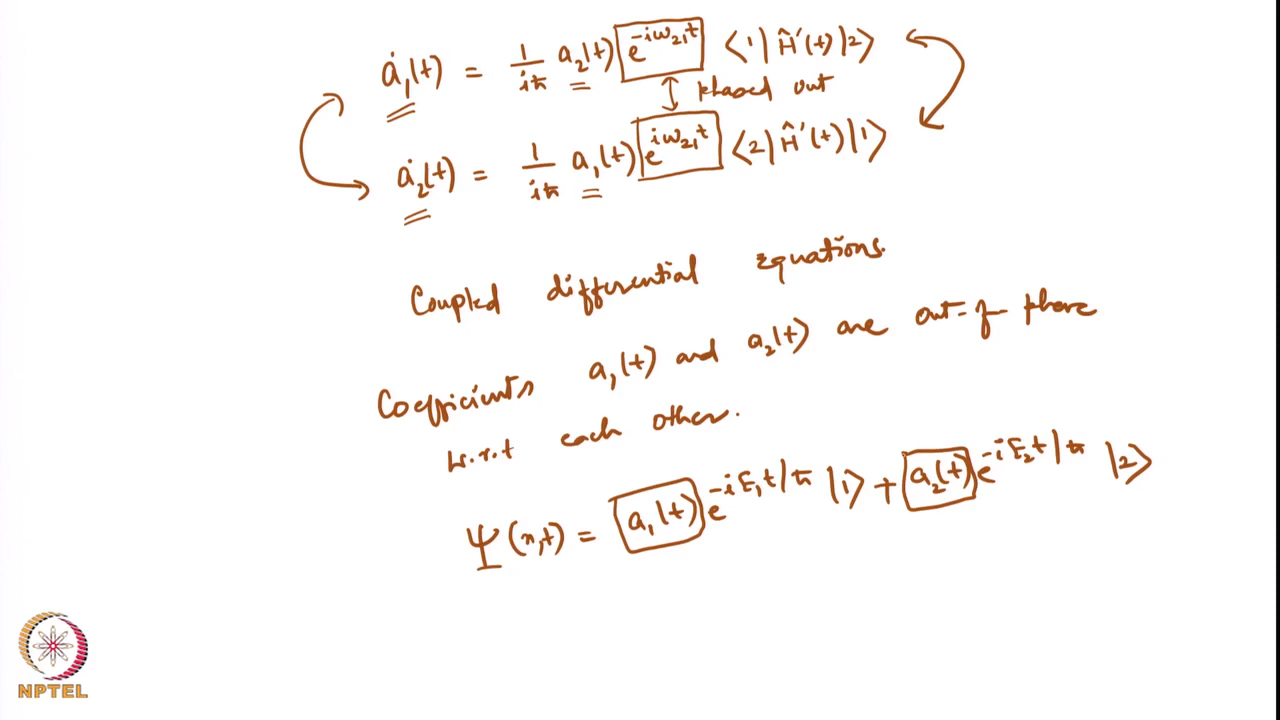 ȧ₁(t) = 1/iħ a₂(t) e^{-iω₂₁t} ⟨1|Ĥ'(t)|2⟩
phased out
ȧ₂(t) = 1/iħ a₁(t) e^{iω₂₁t} ⟨2|Ĥ'(t)|1⟩
Coupled differential equations.
Coefficients a₁(t) and a₂(t) are out-of phase
w.r.t each other.
Ψ(x,t) = a₁(t) e^{-iE₁t/ħ} |1⟩ + a₂(t) e^{-iE₂t/ħ} |2⟩
NPTEL